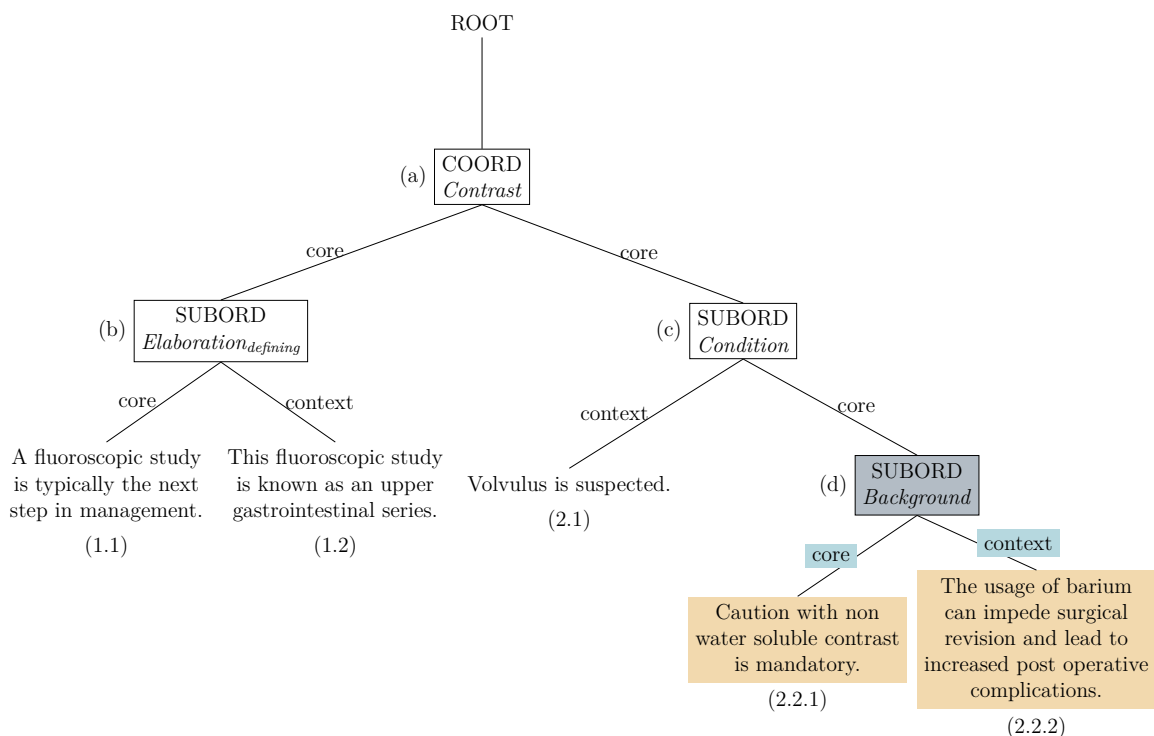 ROOT
(a)
COORD
Contrast
core
core
(b)
SUBORD
Elaboration defining
(c)
SUBORD
Condition
core
context
context
core
A fluoroscopic study
is typically the next
step in management.
(1.1)
This fluoroscopic study
is known as an upper
gastrointestinal series.
(1.2)
Volvulus is suspected.
(2.1)
(d)
SUBORD
Background
core
context
Caution with non
water soluble contrast
is mandatory.
(2.2.1)
The usage of barium
can impede surgical
revision and lead to
increased post operative
complications.
(2.2.2)